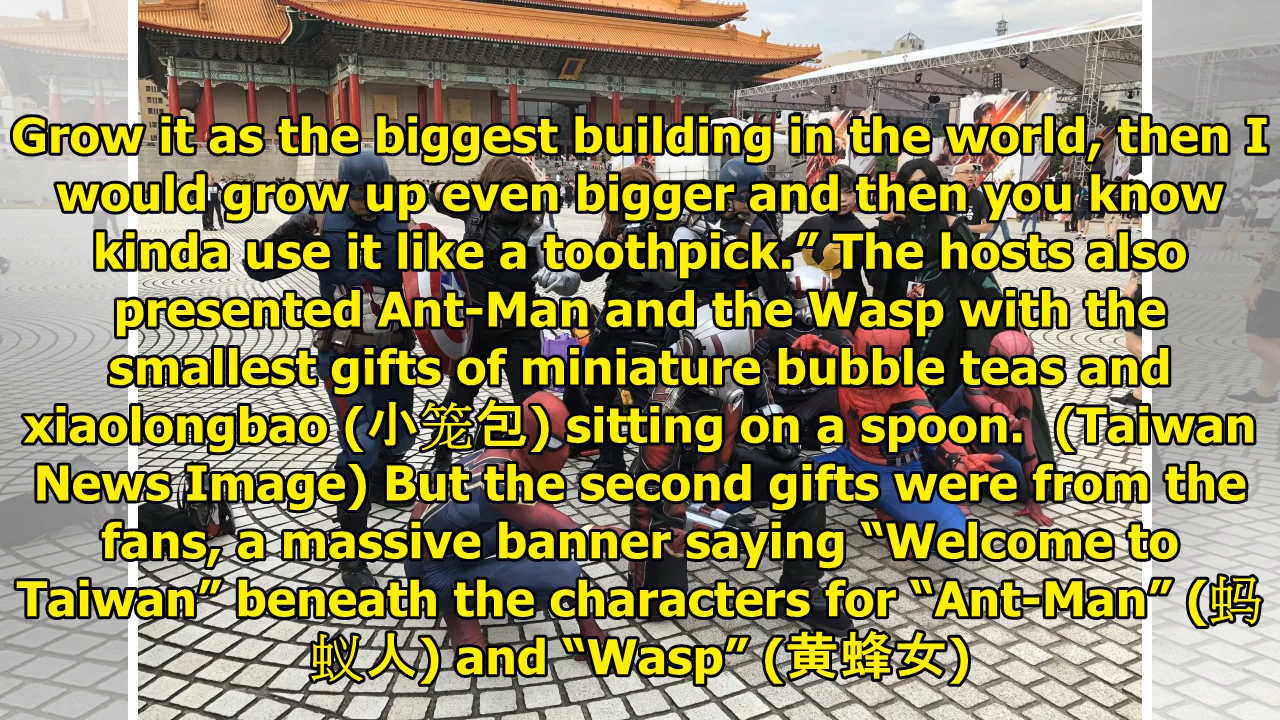 Grow it as the biggest building in the world, then I
would grow up even bigger and then you know
kinda use it like a toothpick.” The hosts also
presented Ant-Man and the Wasp with the
smallest gifts of miniature bubble teas and
xiaolongbao (小笼包) sitting on a spoon.  (Taiwan
News Image) But the second gifts were from the
fans, a massive banner saying “Welcome to
Taiwan” beneath the characters for “Ant-Man” (蚂
蚁人) and “Wasp” (黄蜂女)